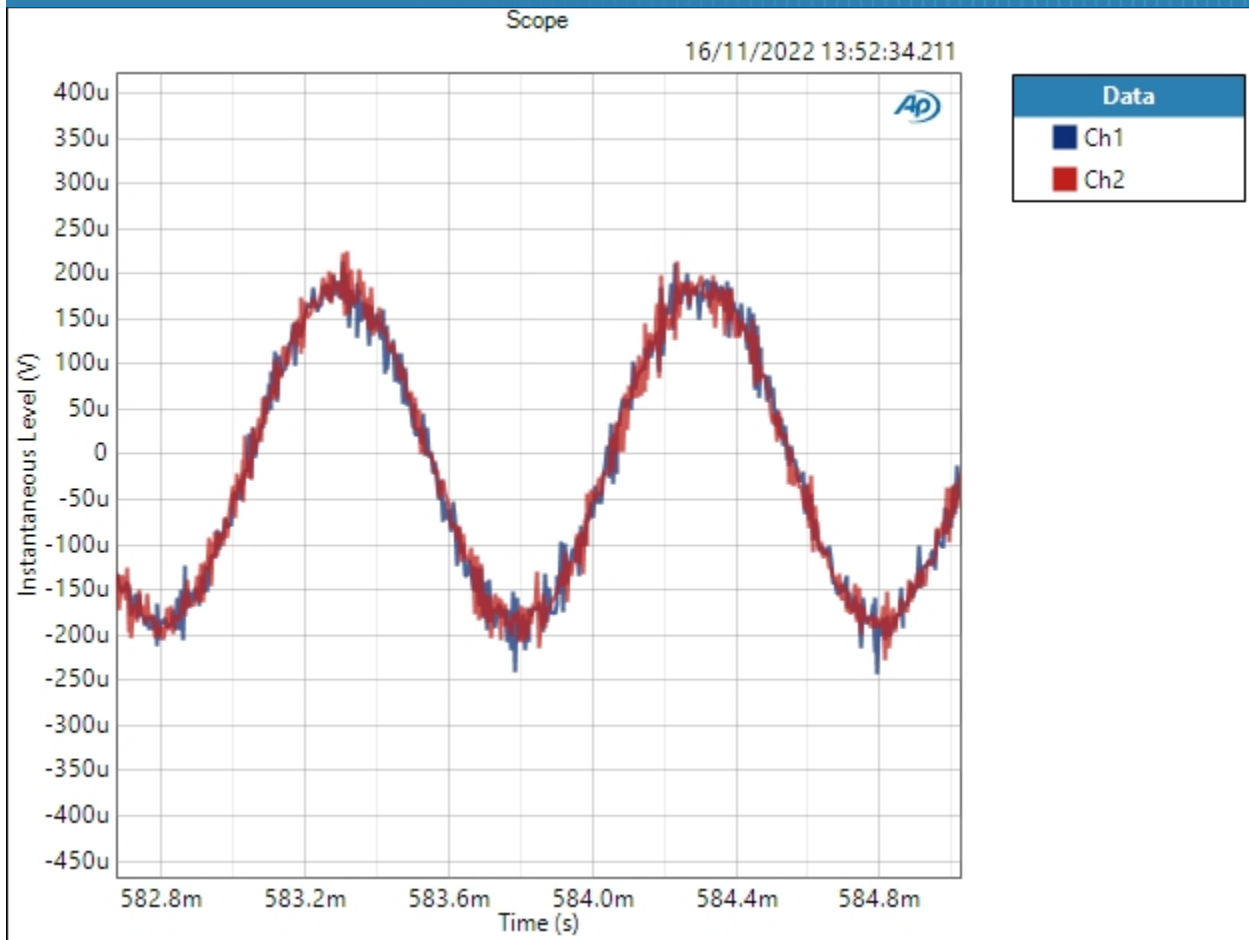 Scope
16/11/2022 13:52:34.211
AP
Data
Ch1
Ch2
Instantaneous Level (V)
400u
350u
300u
250u
200u
150u
100u
50u
0
-50u
-100u
-150u
-200u
-250u
-300u
-350u
-400u
-450u
582.8m 583.2m 583.6m 584.0m 584.4m 584.8m
Time (s)